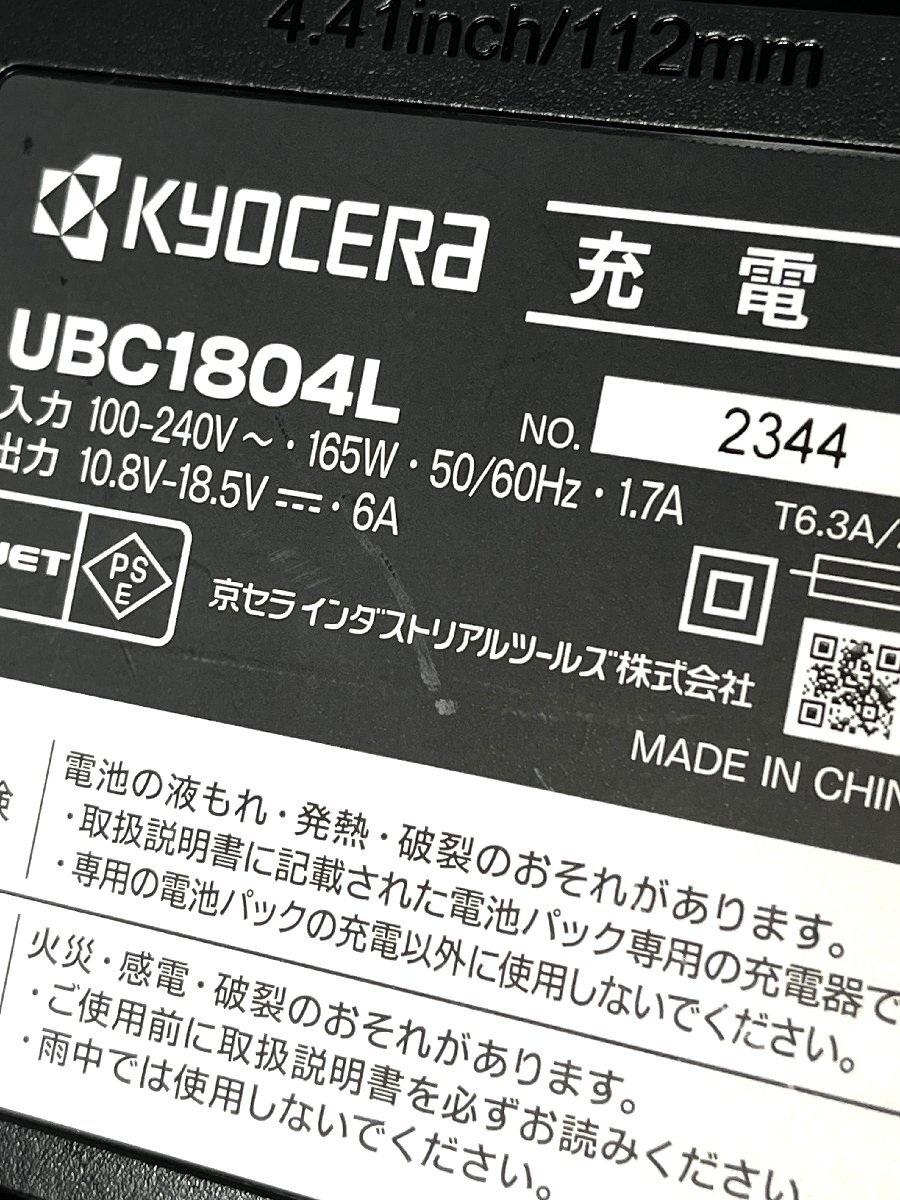 4.41inch/112mm
KYOCERA 充電
UBC1804L
NO. 2344
入力 100-240V～・165W・50/60Hz・1.7A
出力 10.8V-18.5V ⎓・6A
T6.3A/
JET PSE
京セラ インダストリアルツールズ株式会社
MADE IN CHIN
険
電池の液もれ・発熱・破裂のおそれがあります。
・取扱説明書に記載された電池パック専用の充電器で
・専用の電池パックの充電以外に使用しないでください。
火災・感電・破裂のおそれがあります。
・ご使用前に取扱説明書を必ずお読みください
・雨中では使用しないでください。